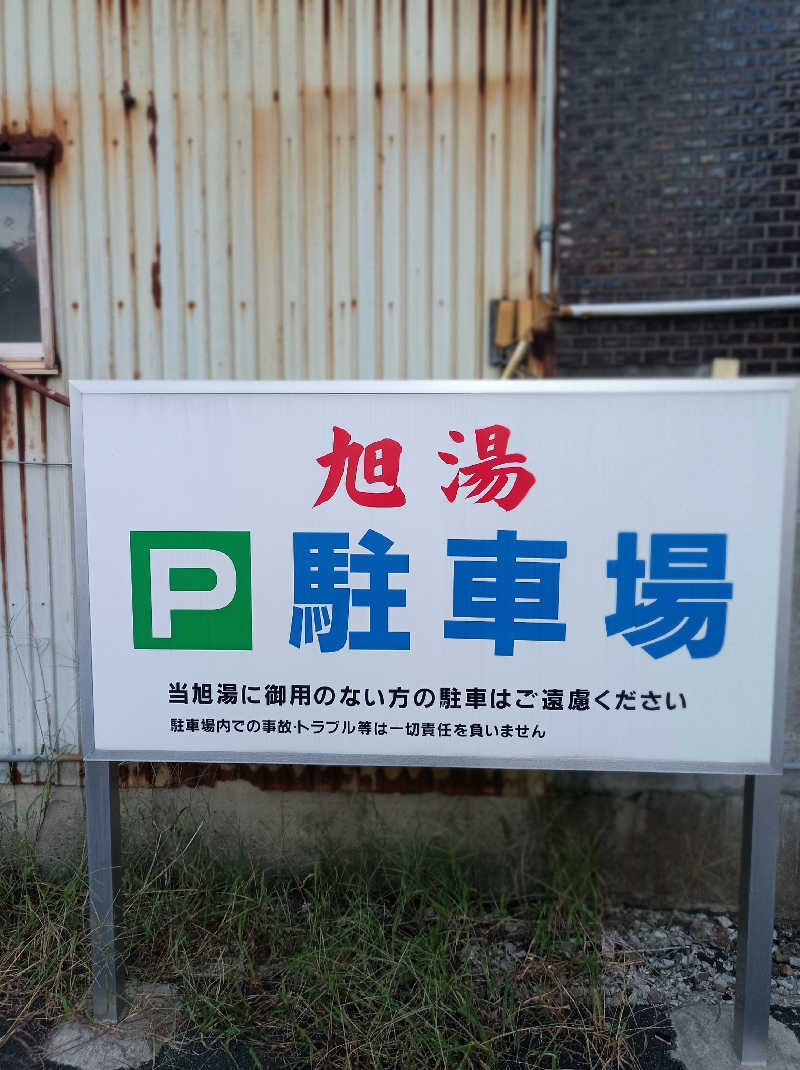 旭湯
P 駐車場
当旭湯に御用のない方の駐車はご遠慮ください
駐車場内での事故・トラブル等は一切責任を負いません